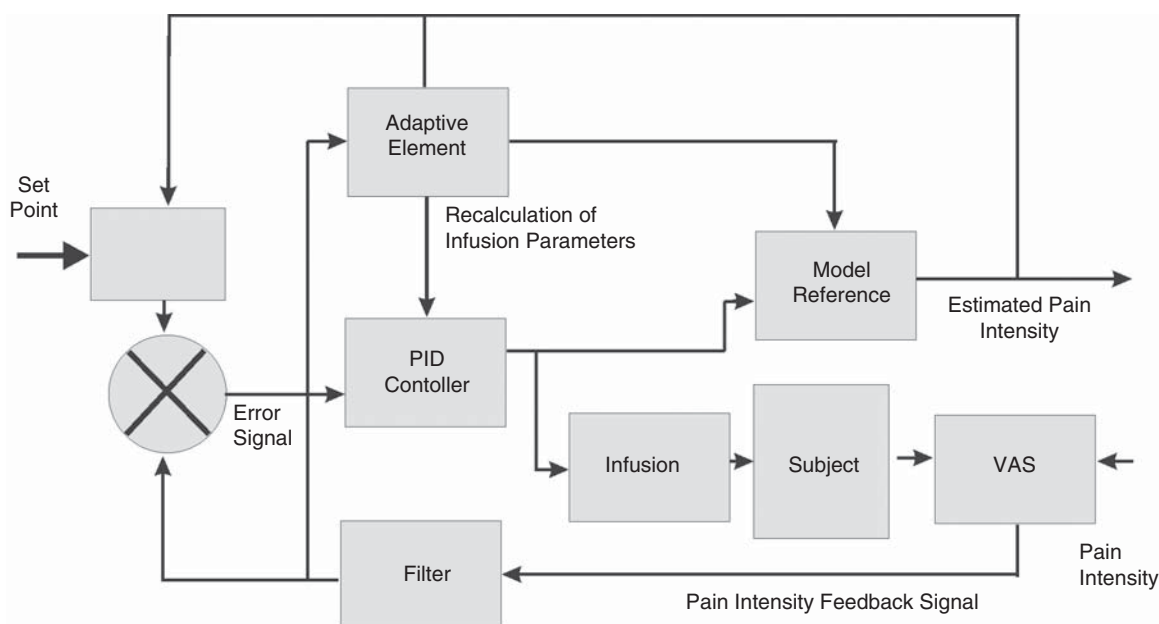 Adaptive
Element
Set
Point
Recalculation of
Infusion Parameters
Model
Reference
Estimated Pain
Intensity
PID
Contoller
Error
Signal
Infusion
Subject
VAS
Filter
Pain
Intensity
Pain Intensity Feedback Signal